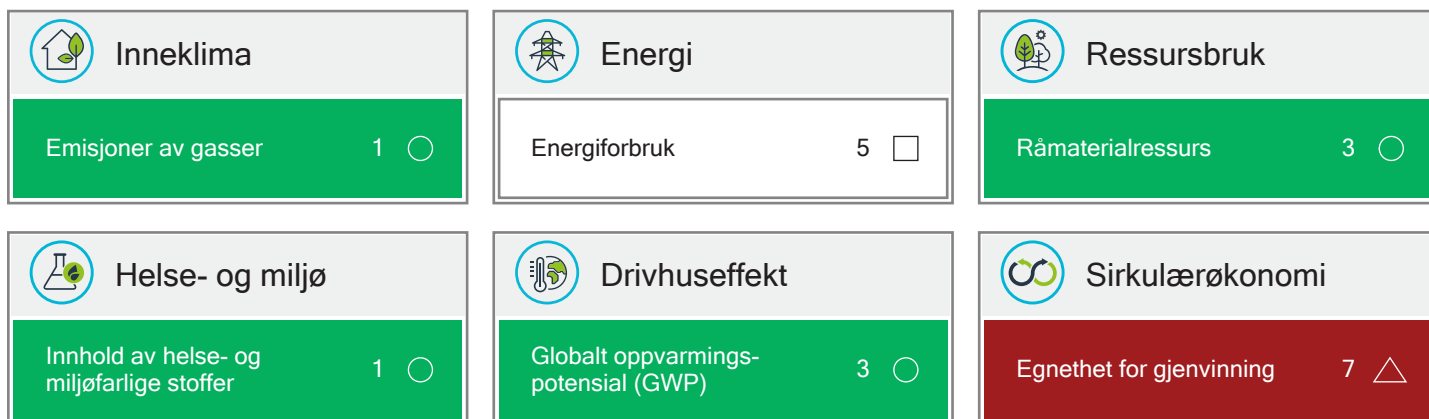 Inneklima
Emisjoner av gasser 1
Energi
Energiforbruk 5
Ressursbruk
Råmaterialressurs 3
Helse- og miljø
Innhold av helse- og
miljøfarlige stoffer 1
Drivhuseffekt
Globalt oppvarmings-
potensial (GWP) 3
Sirkulærøkonomi
Egnethet for gjenvinning 7